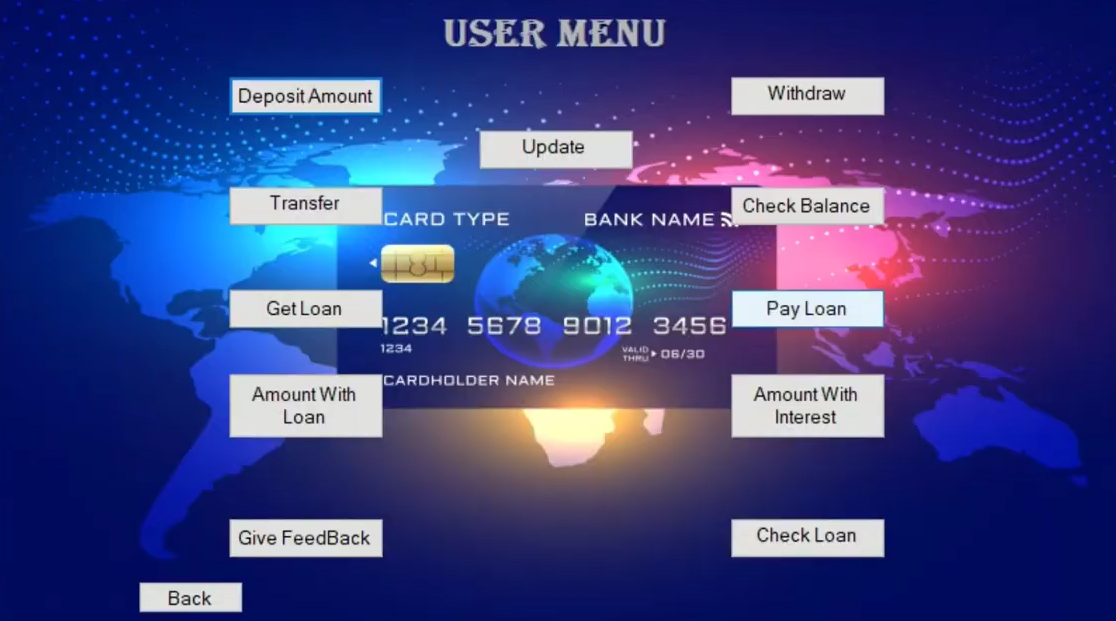 USER MENU
Deposit Amount
Withdraw
Update
Transfer
Check Balance
CARD TYPE
BANK NAME
Get Loan
Pay Loan
1234 5678 9012 3456
1234
VALID
THRU
06/30
CARDHOLDER NAME
Amount With
Loan
Amount With
Interest
Give FeedBack
Check Loan
Back